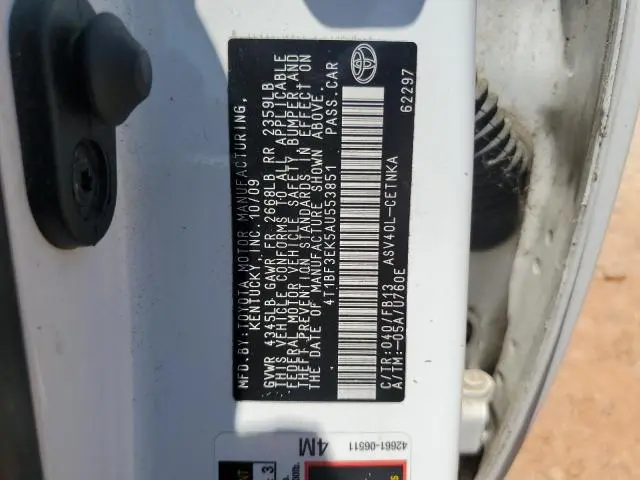 MFD.BY:TOYOTA MOTOR MANUFACTURING,
KENTUCKY,INC. 10/09
GVWR 4345LB GAWR FR 2668LB RR 2359LB
THIS VEHICLE CONFORMS TO ALL APPLICABLE
FEDERAL MOTOR VEHICLE SAFETY, BUMPER, AND
THEFT PREVENTION STANDARDS IN EFFECT ON
THE DATE OF MANUFACTURE SHOWN ABOVE.
4T1BF3EK5AU553851 PASS.CAR
C/TR:040/FB13 ASV40L-CETNKA
A/TM:-05A/U760E
62297
42661-06511
4M